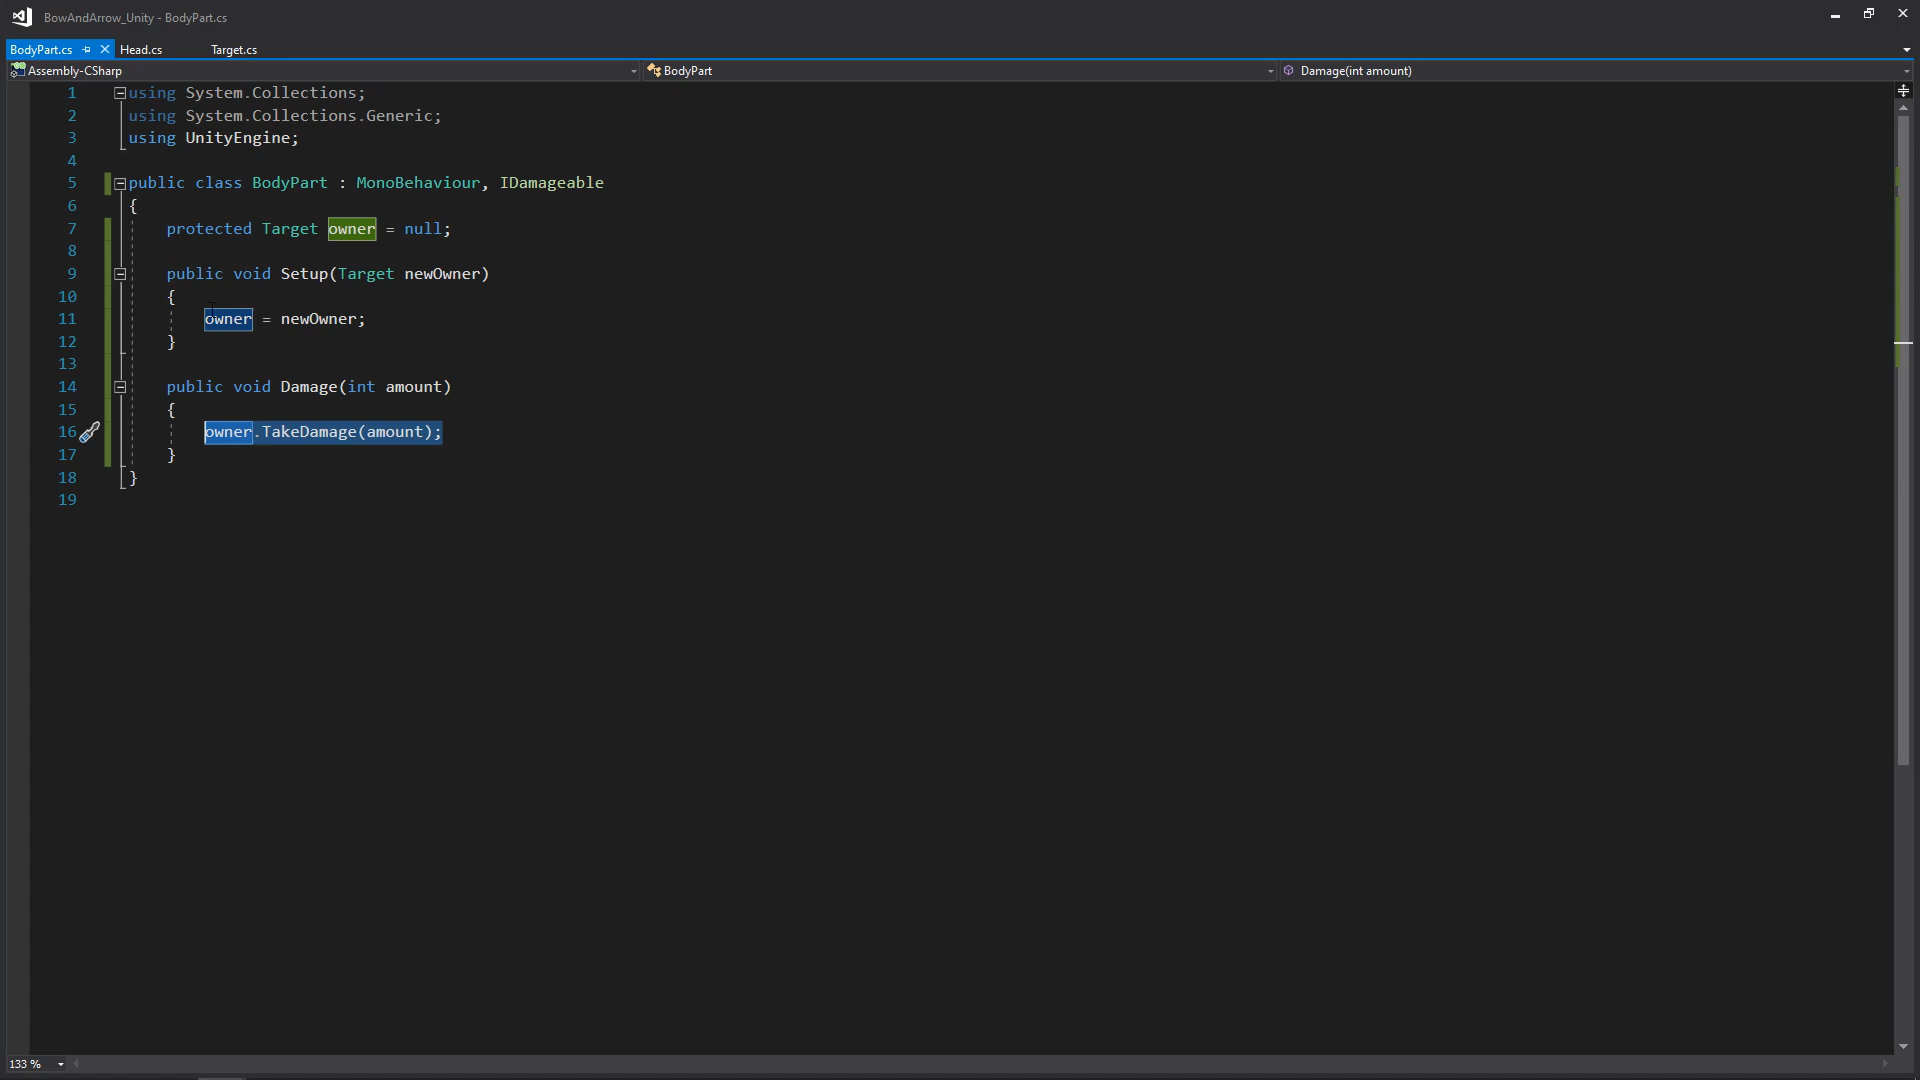 BowAndArrow_Unity - BodyPart.cs
BodyPart.cs Head.cs Target.cs
Assembly-CSharp BodyPart Damage(int amount)
1 using System.Collections;
2 using System.Collections.Generic;
3 using UnityEngine;
4
5 public class BodyPart : MonoBehaviour, IDamageable
6 {
7 protected Target owner = null;
8
9 public void Setup(Target newOwner)
10 {
11 owner = newOwner;
12 }
13
14 public void Damage(int amount)
15 {
16 owner.TakeDamage(amount);
17 }
18 }
19
133 %